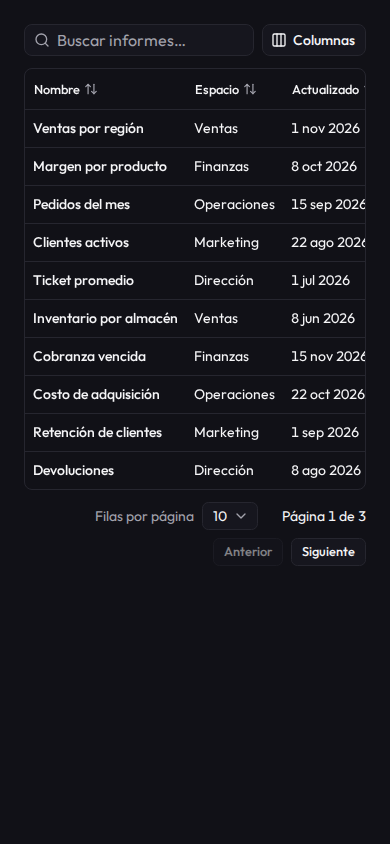 Buscar informes...
Columnas
Nombre Espacio Actualizado
Ventas por región Ventas 1 nov 2026
Margen por producto Finanzas 8 oct 2026
Pedidos del mes Operaciones 15 sep 2026
Clientes activos Marketing 22 ago 2026
Ticket promedio Dirección 1 jul 2026
Inventario por almacén Ventas 8 jun 2026
Cobranza vencida Finanzas 15 nov 2026
Costo de adquisición Operaciones 22 oct 2026
Retención de clientes Marketing 1 sep 2026
Devoluciones Dirección 8 ago 2026
Filas por página 10 Página 1 de 3
Anterior Siguiente